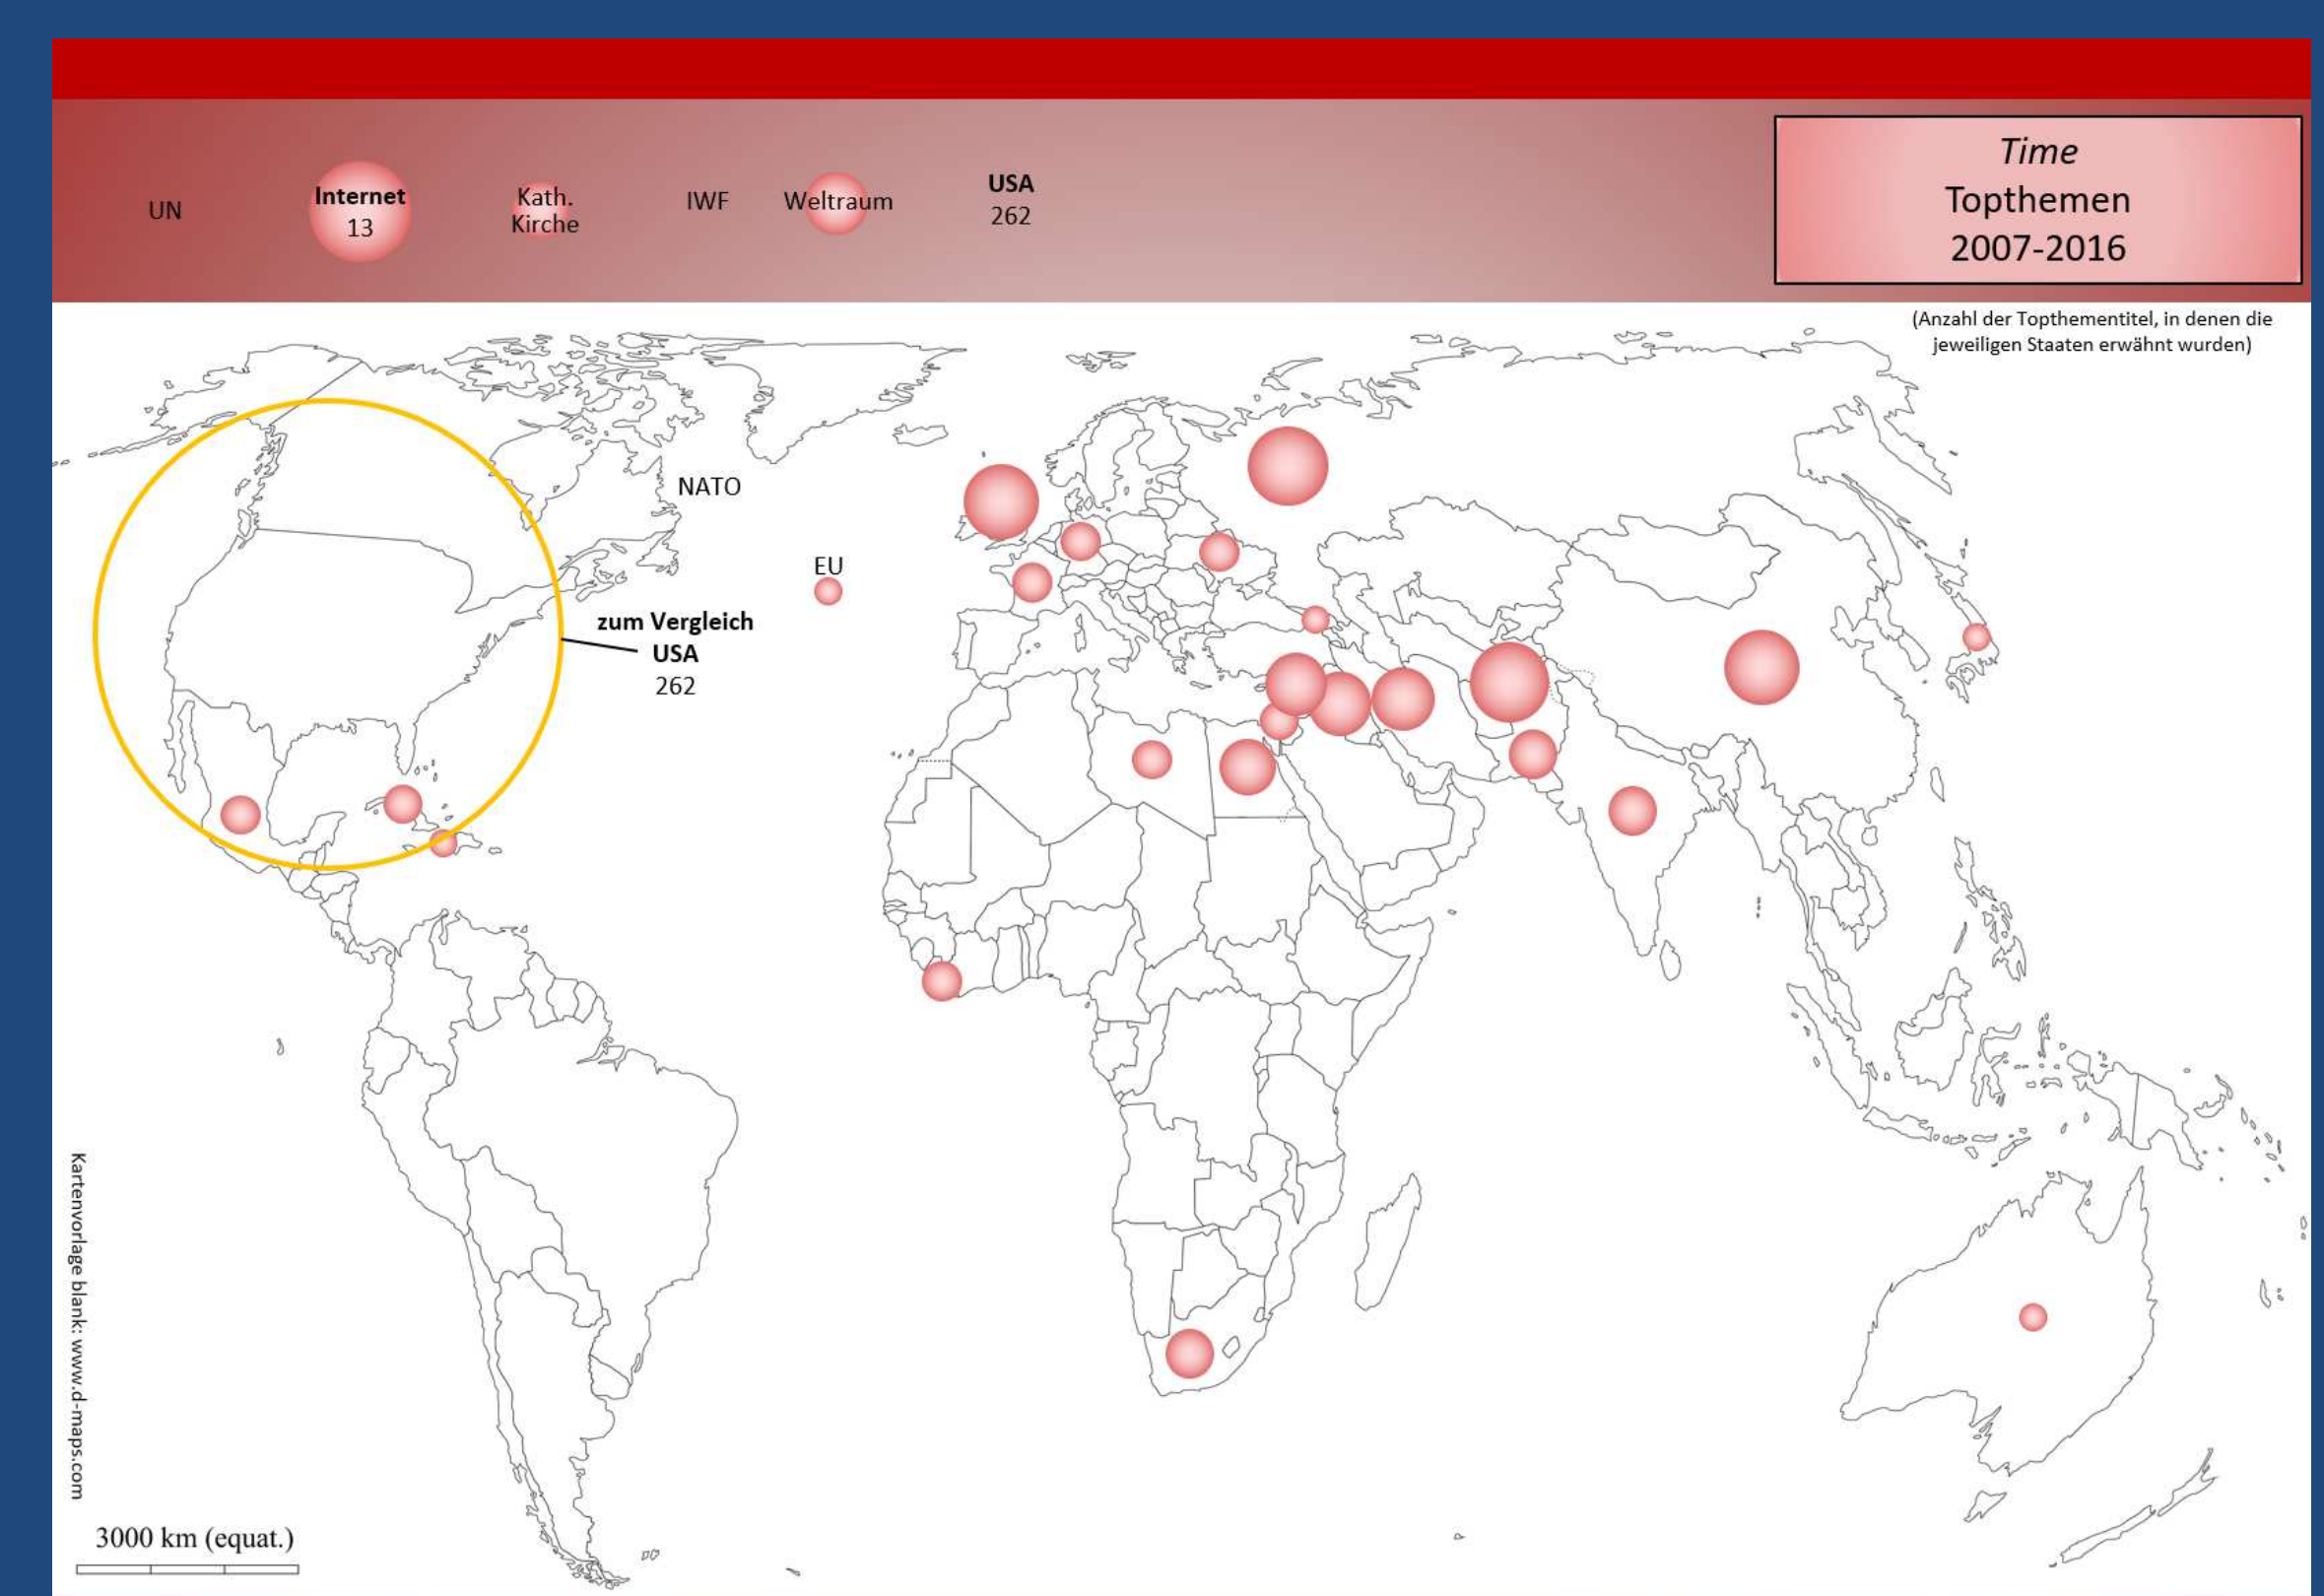 UN
Internet
13
Kath.
Kirche
IWF
Weltraum
USA
262
Time
Topthemen
2007-2016
(Anzahl der Topthementitel, in denen die
jeweiligen Staaten erwähnt wurden)
NATO
EU
zum Vergleich
USA
262
Kartenvorlage blank: www.d-maps.com
3000 km (equat.)